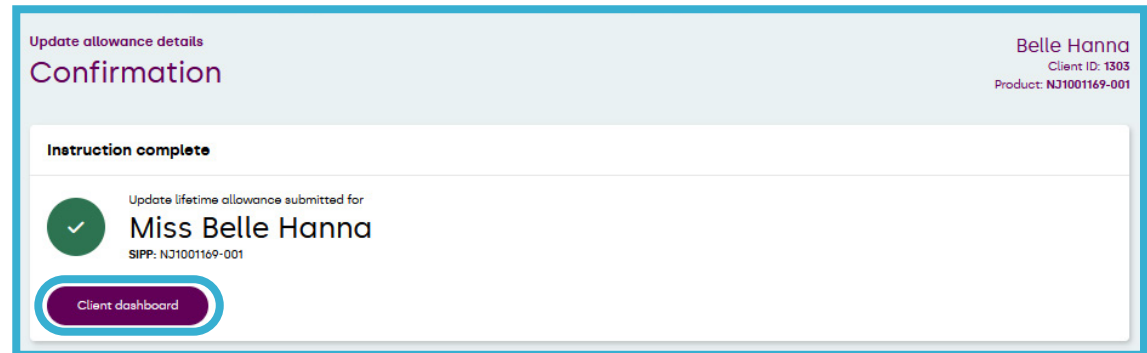 Update allowance details
Confirmation
Belle Hanna
Client ID: 1303
Product: NJ1001169-001
Instruction complete
Update lifetime allowance submitted for
Miss Belle Hanna
SIPP: NJ1001169-001
Client dashboard